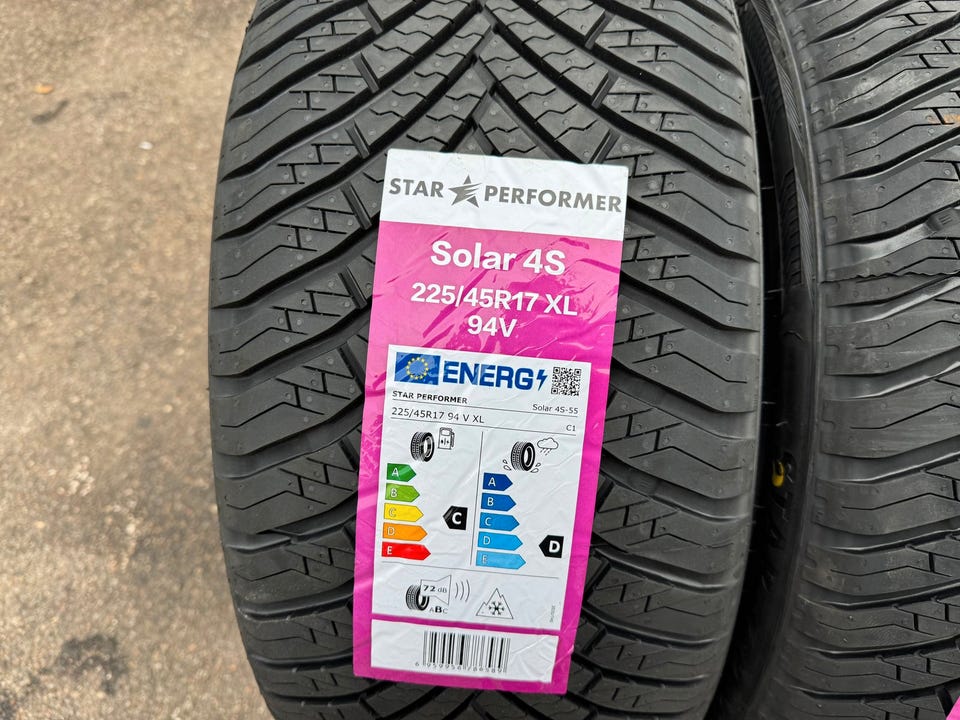 STAR PERFORMER
Solar 4S
225/45R17 XL
94V
ENERG
STAR PERFORMER
Solar 4S-55
225/45R17 94 V XL
C1
A
B
C
D
E
C
A
B
C
D
E
D
72 dB
ABC